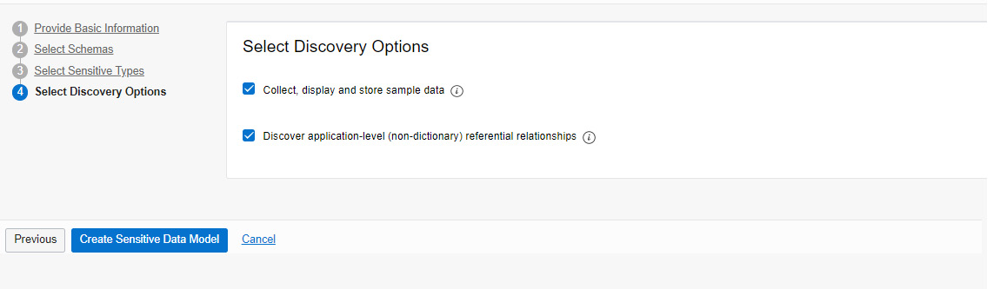 1 Provide Basic Information
2 Select Schemas
3 Select Sensitive Types
4 Select Discovery Options
Select Discovery Options
Collect, display and store sample data i
Discover application-level (non-dictionary) referential relationships i
Previous Create Sensitive Data Model Cancel